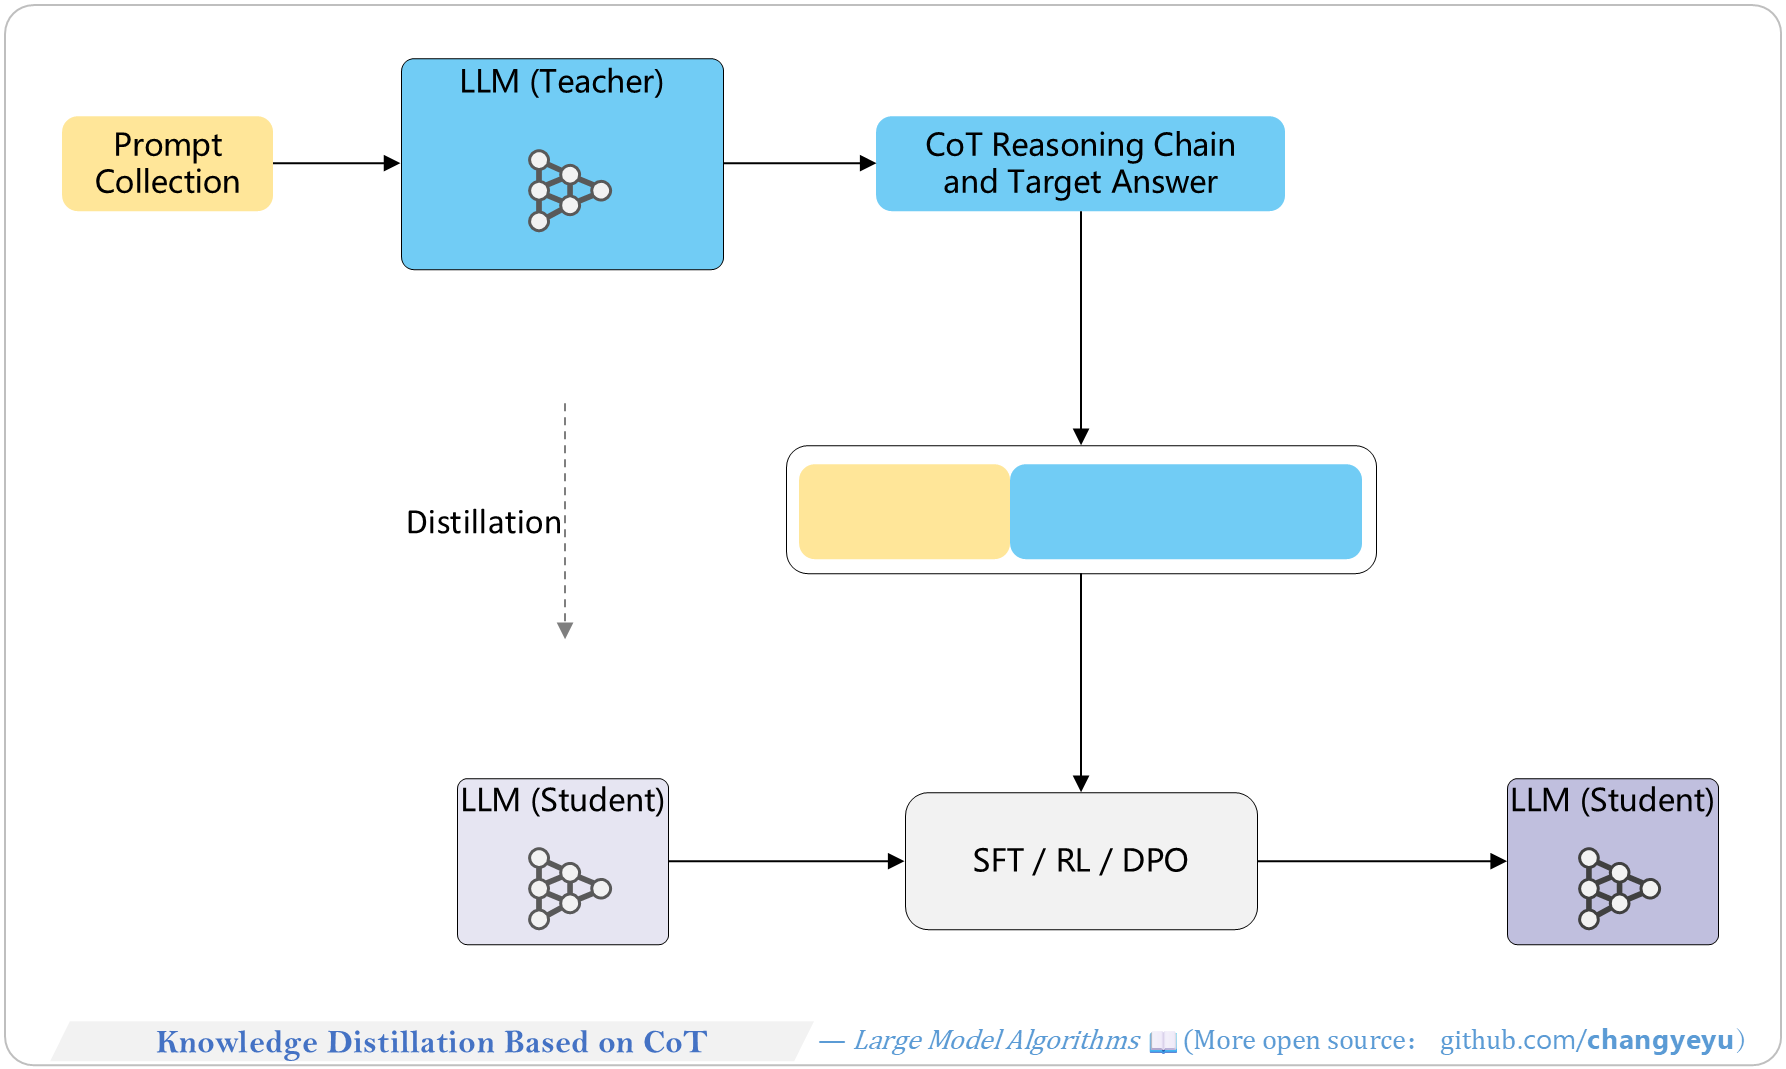 LLM (Teacher)
Prompt
Collection
CoT Reasoning Chain
and Target Answer
Distillation
LLM (Student)
SFT / RL / DPO
LLM (Student)
Knowledge Distillation Based on CoT
— Large Model Algorithms 📖 (More open source： github.com/changyeyu)